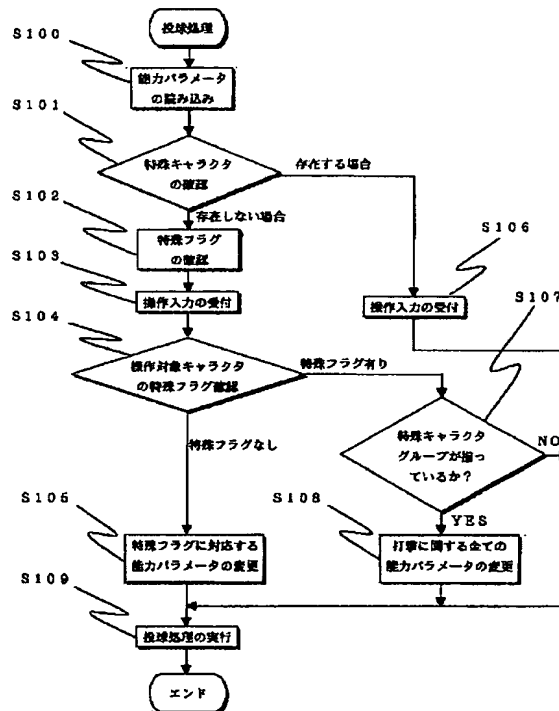 投球処理
S100
能力パラメータ
の読み込み
S101
特殊キャラクタ
の確認
存在する場合
S102
存在しない場合
特殊フラグ
の確認
S103
操作入力の受付
S106
操作入力の受付
S107
S104
操作対象キャラクタ
の特殊フラグ確認
特殊フラグ有り
特殊キャラクタ
グループが揃っ
ているか?
NO
特殊フラグなし
S108
YES
S105
特殊フラグに対応する
能力パラメータの変更
打撃に関する全ての
能力パラメータの変更
S109
投球処理の実行
エンド